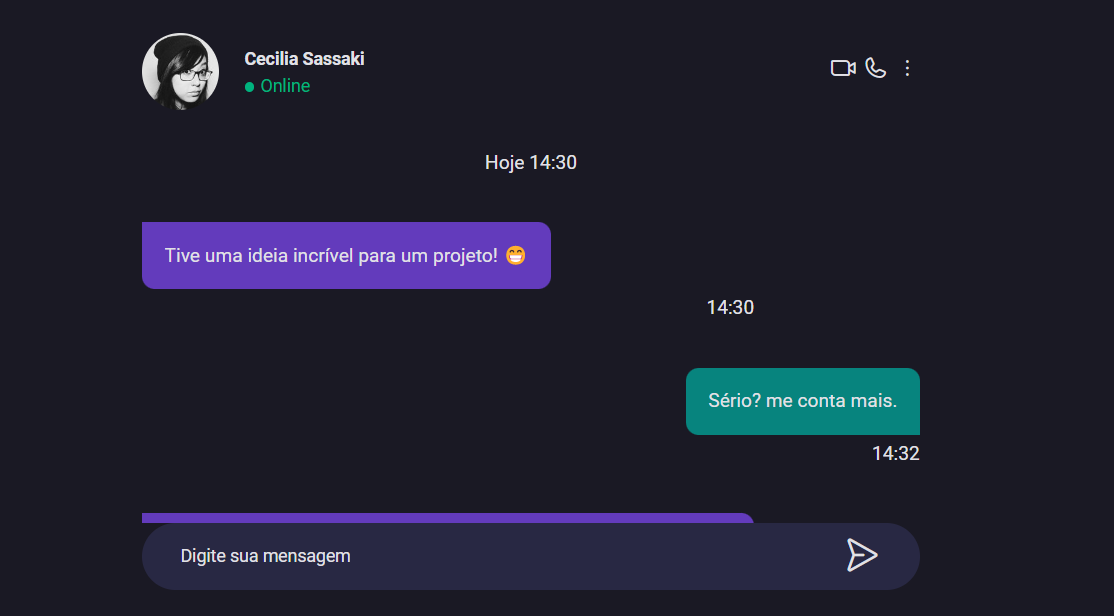 Cecilia Sassaki
Online
Hoje 14:30
Tive uma ideia incrível para um projeto! 😁
14:30
Sério? me conta mais.
14:32
Digite sua mensagem